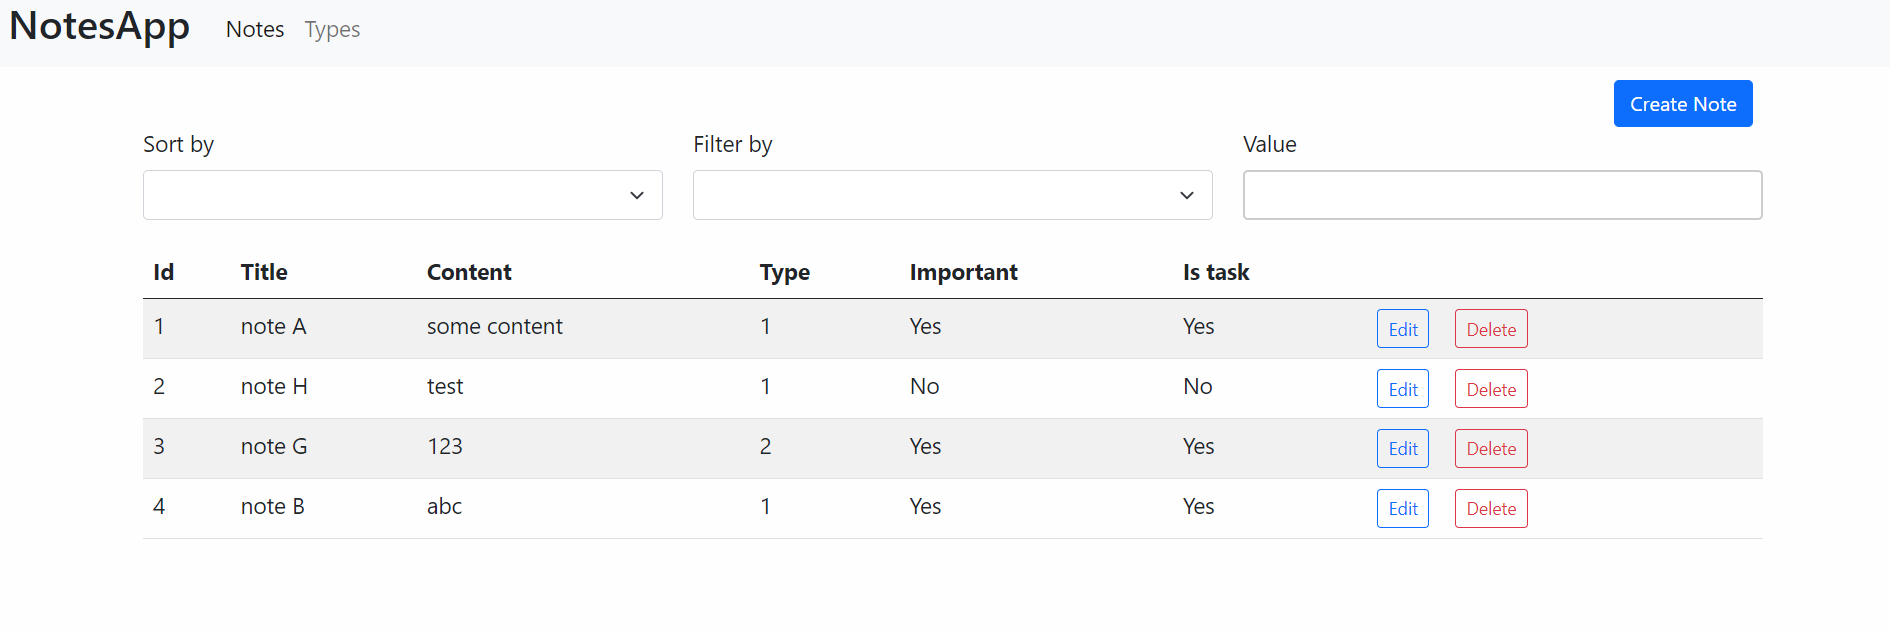 NotesApp Notes Types
Create Note
Sort by Filter by Value
Id Title Content Type Important Is task
1 note A some content 1 Yes Yes Edit Delete
2 note H test 1 No No Edit Delete
3 note G 123 2 Yes Yes Edit Delete
4 note B abc 1 Yes Yes Edit Delete